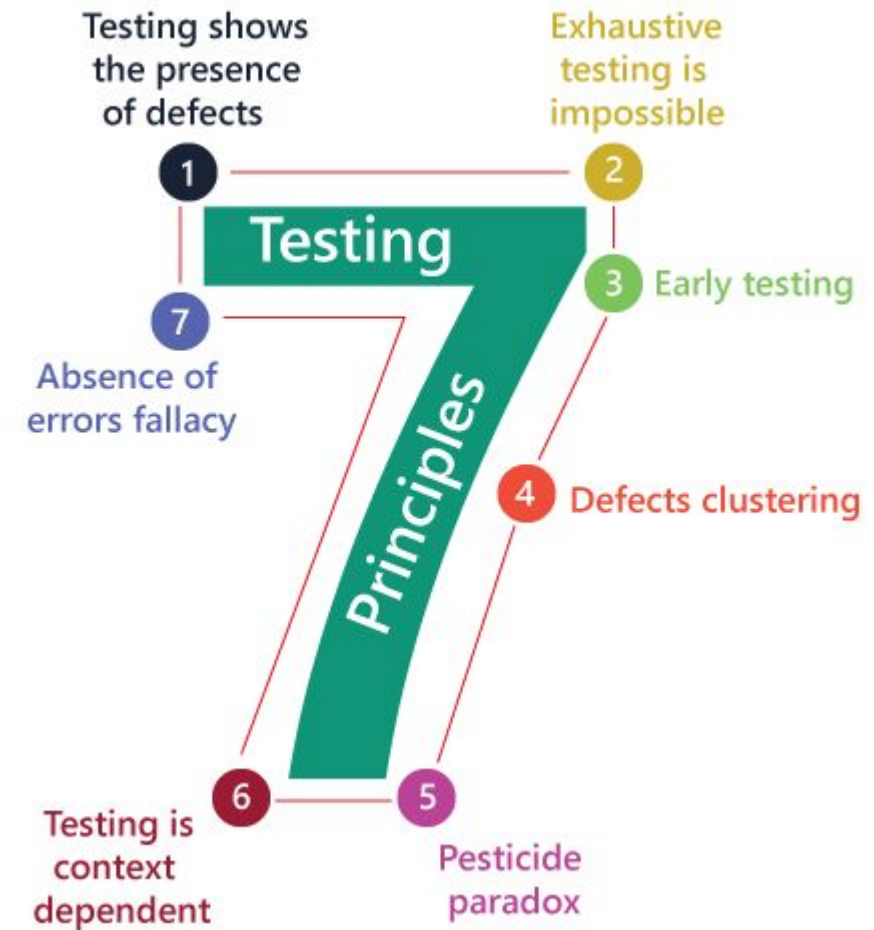 Testing shows
the presence
of defects
1
Exhaustive
testing is
impossible
2
Testing
Principles
3
Early testing
4
Defects clustering
5
Pesticide
paradox
6
Testing is
context
dependent
7
Absence of
errors fallacy
7